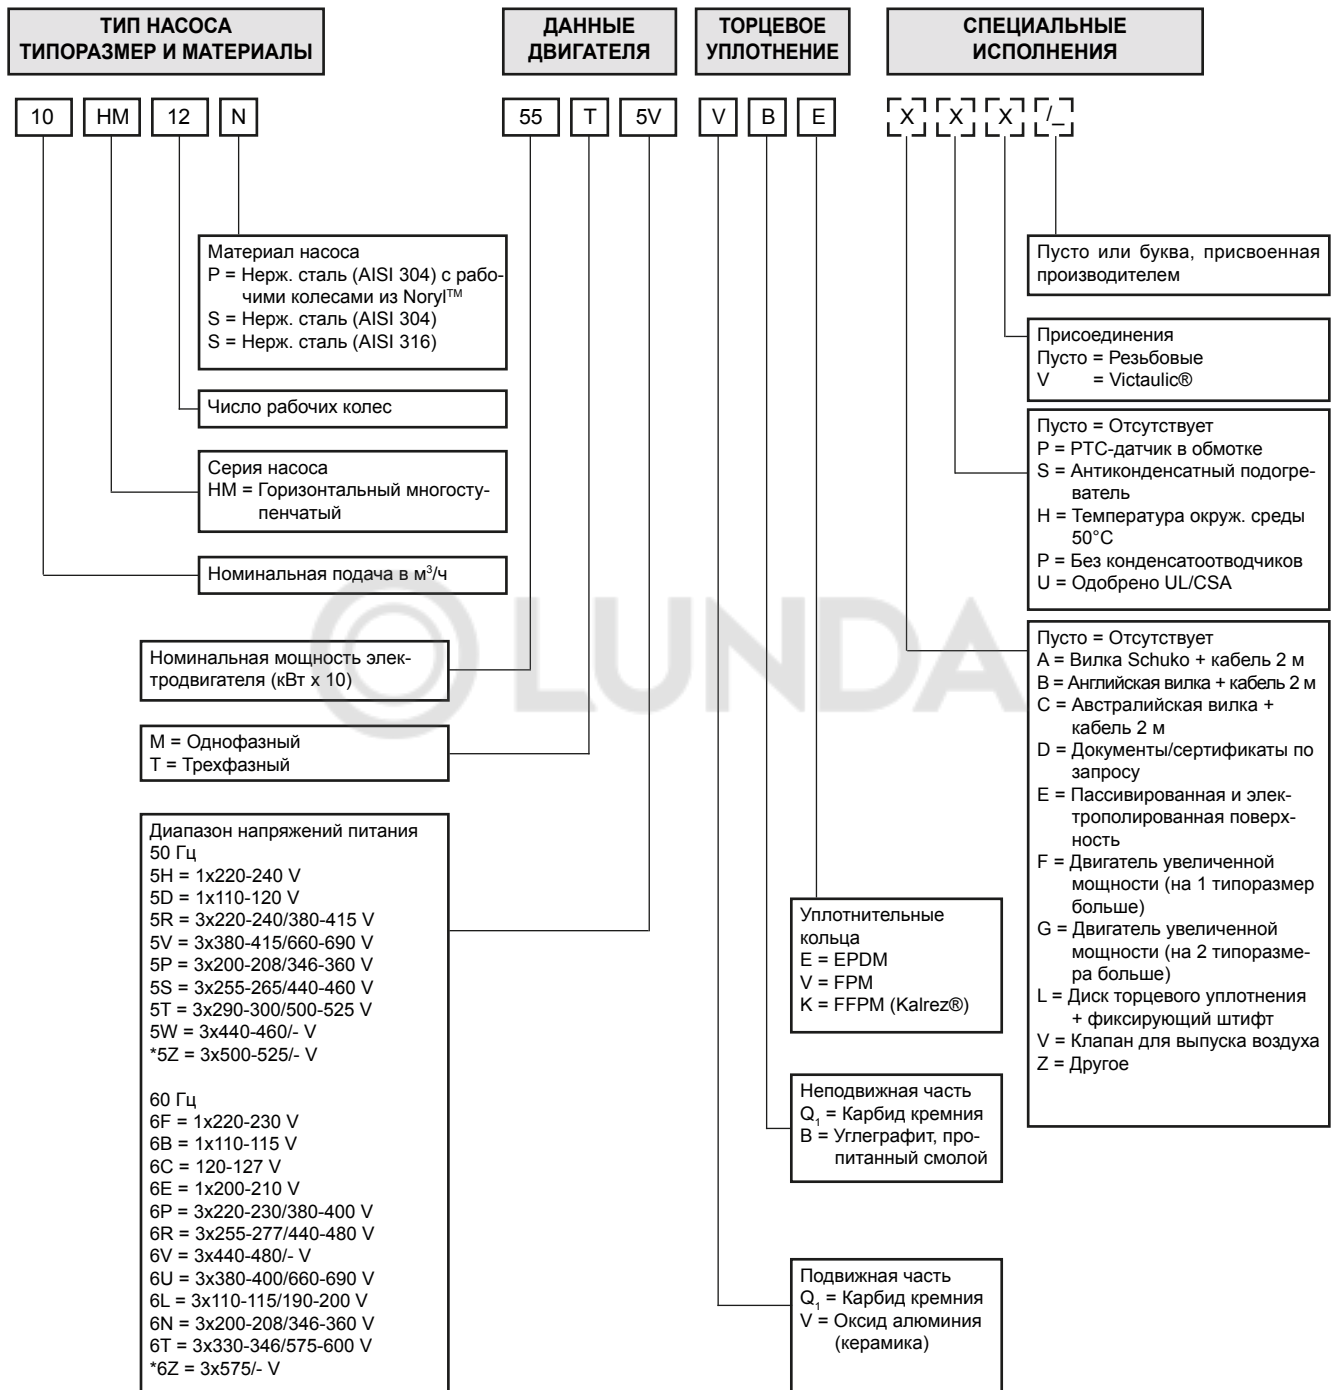 ТИП НАСОСА
ТИПОРАЗМЕР И МАТЕРИАЛЫ
ДАННЫЕ
ДВИГАТЕЛЯ
ТОРЦЕВОЕ
УПЛОТНЕНИЕ
СПЕЦИАЛЬНЫЕ
ИСПОЛНЕНИЯ
10 HM 12 N 55 T 5V V B E X X X /_
Материал насоса
P = Нерж. сталь (AISI 304) с рабо-
чими колесами из Noryl™
S = Нерж. сталь (AISI 304)
S = Нерж. сталь (AISI 316)
Число рабочих колес
Серия насоса
HM = Горизонтальный многосту-
пенчатый
Номинальная подача в м³/ч
Номинальная мощность элек-
тродвигателя (кВт x 10)
M = Однофазный
T = Трехфазный
Диапазон напряжений питания
50 Гц
5H = 1x220-240 V
5D = 1x110-120 V
5R = 3x220-240/380-415 V
5V = 3x380-415/660-690 V
5P = 3x200-208/346-360 V
5S = 3x255-265/440-460 V
5T = 3x290-300/500-525 V
5W = 3x440-460/- V
*5Z = 3x500-525/- V
60 Гц
6F = 1x220-230 V
6B = 1x110-115 V
6C = 120-127 V
6E = 1x200-210 V
6P = 3x220-230/380-400 V
6R = 3x255-277/440-480 V
6V = 3x440-480/- V
6U = 3x380-400/660-690 V
6L = 3x110-115/190-200 V
6N = 3x200-208/346-360 V
6T = 3x330-346/575-600 V
*6Z = 3x575/- V
Уплотнительные
кольца
E = EPDM
V = FPM
K = FFPM (Kalrez®)
Неподвижная часть
Q₁ = Карбид кремния
B = Углеграфит, про-
питанный смолой
Подвижная часть
Q₁ = Карбид кремния
V = Оксид алюминия
(керамика)
Пусто или буква, присвоенная
производителем
Присоединения
Пусто = Резьбовые
V = Victaulic®
Пусто = Отсутствует
P = PTC-датчик в обмотке
S = Антиконденсатный подогре-
ватель
H = Температура окруж. среды
50°C
P = Без конденсатоотводчиков
U = Одобрено UL/CSA
Пусто = Отсутствует
A = Вилка Schuko + кабель 2 м
B = Английская вилка + кабель 2 м
C = Австралийская вилка +
кабель 2 м
D = Документы/сертификаты по
запросу
E = Пассивированная и элек-
трополированная поверх-
ность
F = Двигатель увеличенной
мощности (на 1 типоразмер
больше)
G = Двигатель увеличенной
мощности (на 2 типоразме-
ра больше)
L = Диск торцевого уплотнения
+ фиксирующий штифт
V = Клапан для выпуска воздуха
Z = Другое
LUNDA